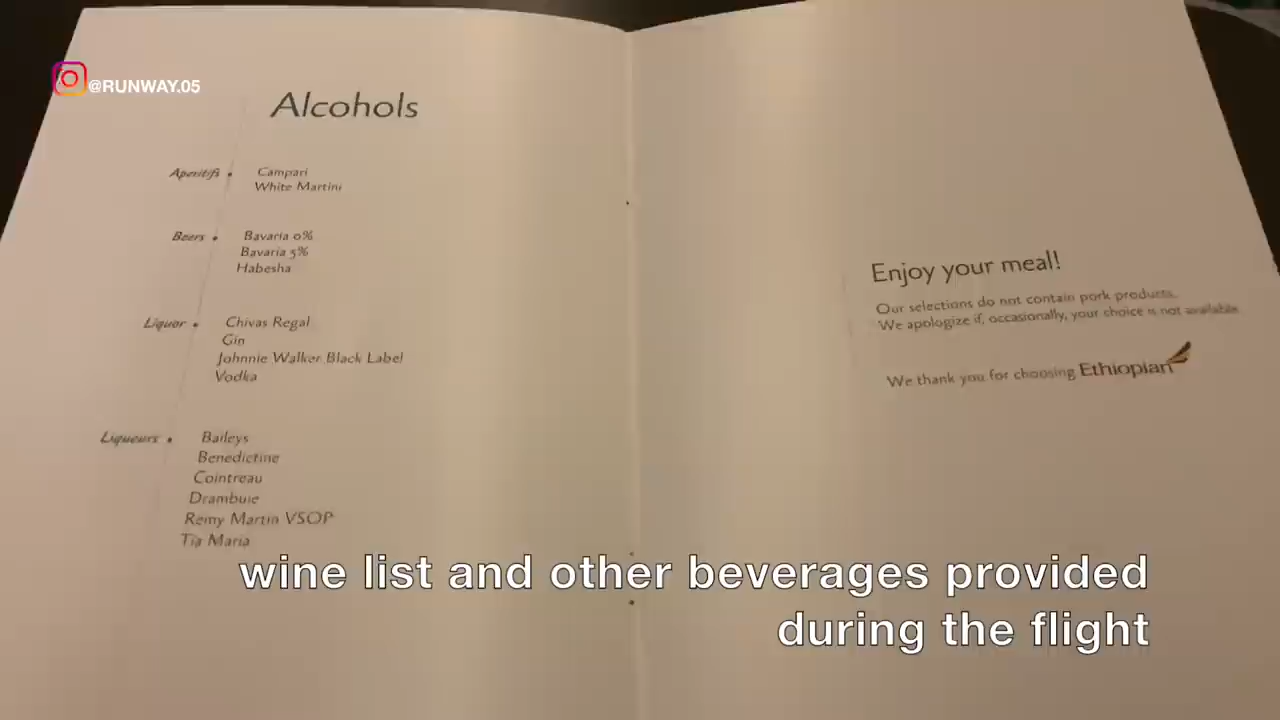 @RUNWAY.05
Alcohols
Aperitifs • Campari
White Martini
Beers • Bavaria 0%
Bavaria 5%
Habesha
Liquor • Chivas Regal
Gin
Johnnie Walker Black Label
Vodka
Liqueurs • Baileys
Benedictine
Cointreau
Drambuie
Remy Martin VSOP
Tia Maria
Enjoy your meal!
Our selections do not contain pork products.
We apologize if, occasionally, your choice is not available.
We thank you for choosing Ethiopian
wine list and other beverages provided
during the flight